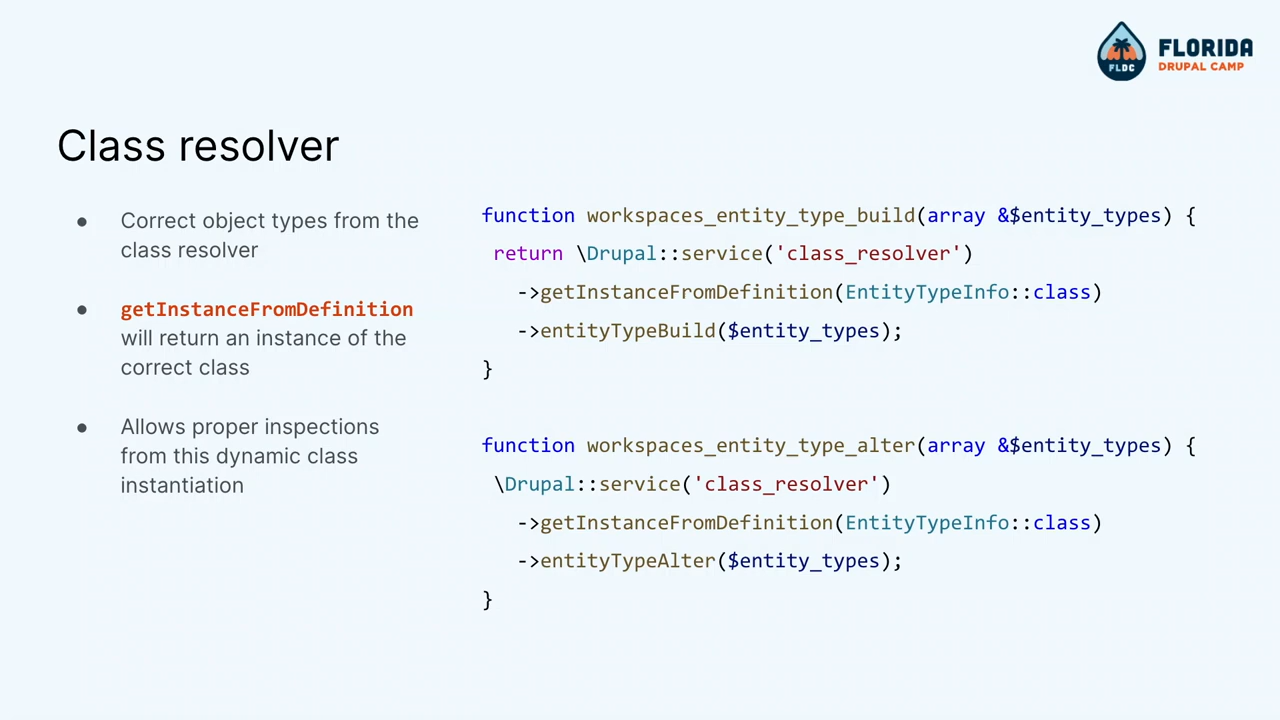 FLORIDA
DRUPAL CAMP
FLDC
Class resolver
● Correct object types from the
class resolver
● getInstanceFromDefinition
will return an instance of the
correct class
● Allows proper inspections
from this dynamic class
instantiation
function workspaces_entity_type_build(array &$entity_types) {
 return \Drupal::service('class_resolver')
   ->getInstanceFromDefinition(EntityTypeInfo::class)
   ->entityTypeBuild($entity_types);
}
function workspaces_entity_type_alter(array &$entity_types) {
 \Drupal::service('class_resolver')
   ->getInstanceFromDefinition(EntityTypeInfo::class)
   ->entityTypeAlter($entity_types);
}